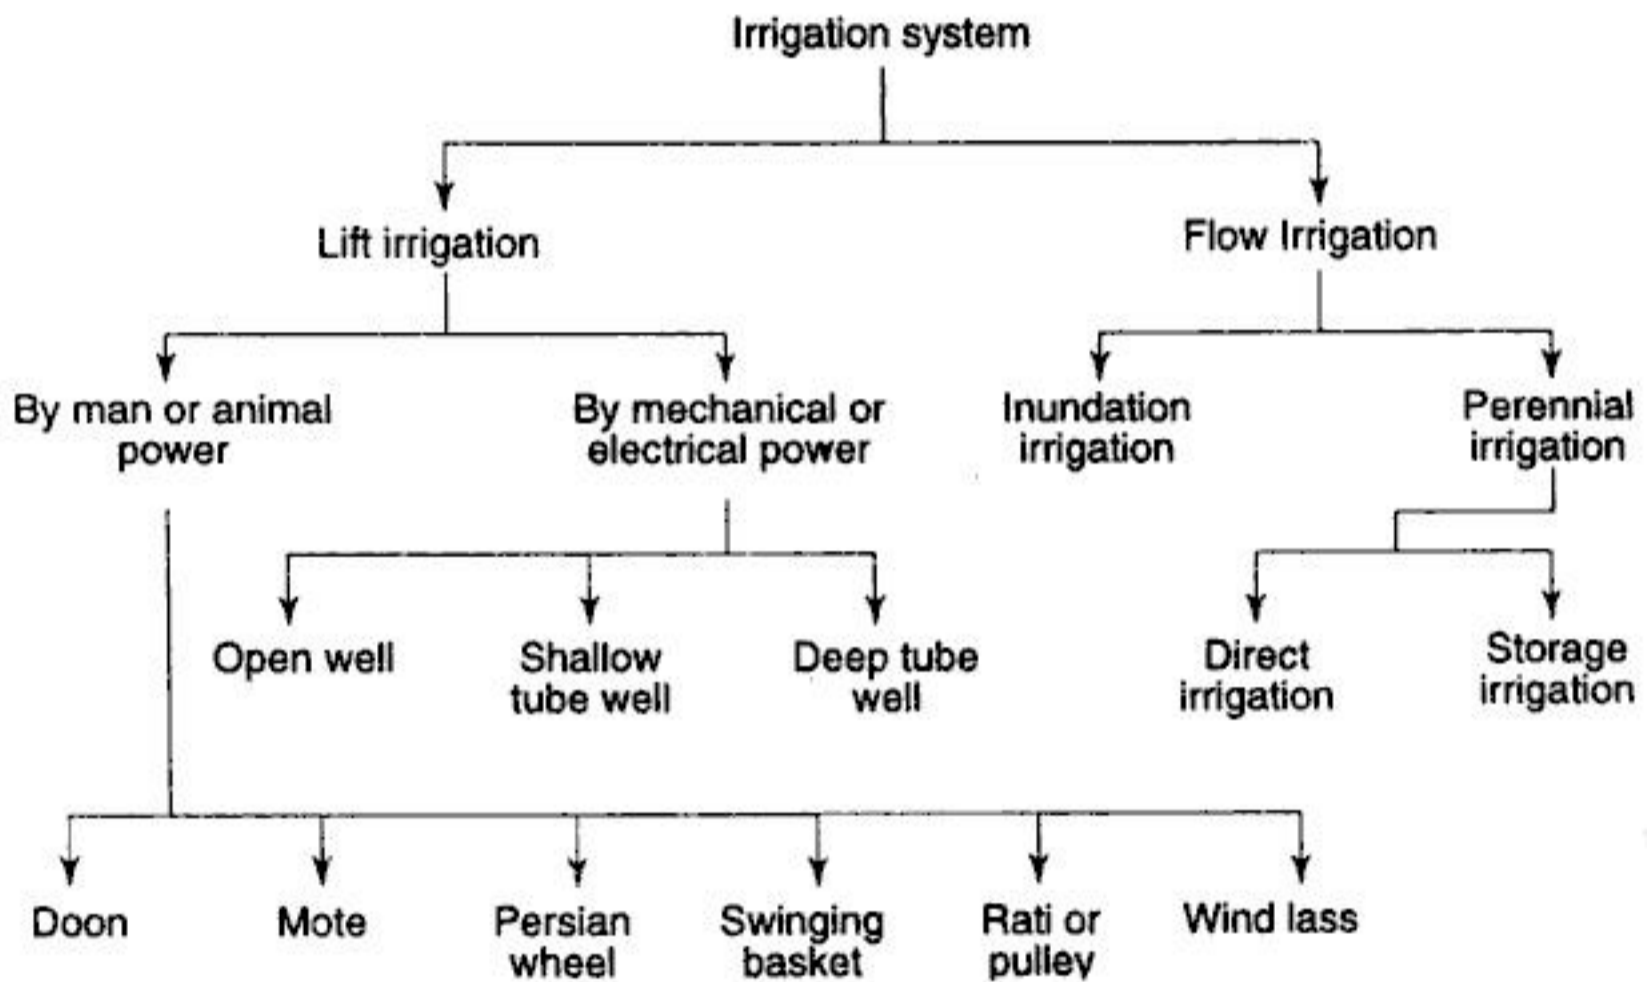 Irrigation system
Lift irrigation
Flow Irrigation
By man or animal
power
By mechanical or
electrical power
Inundation
irrigation
Perennial
irrigation
Open well
Shallow
tube well
Deep tube
well
Direct
irrigation
Storage
irrigation
Doon
Mote
Persian
wheel
Swinging
basket
Rati or
pulley
Wind lass